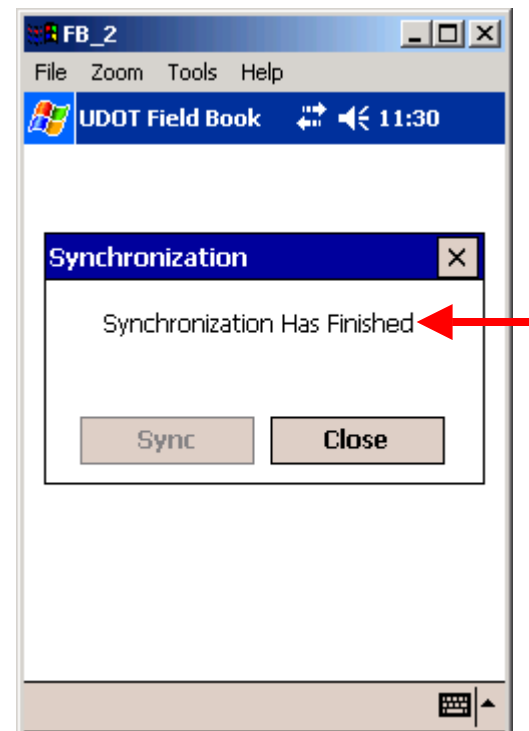 FB_2
File Zoom Tools Help
UDOT Field Book 11:30
Synchronization
Synchronization Has Finished
Sync Close